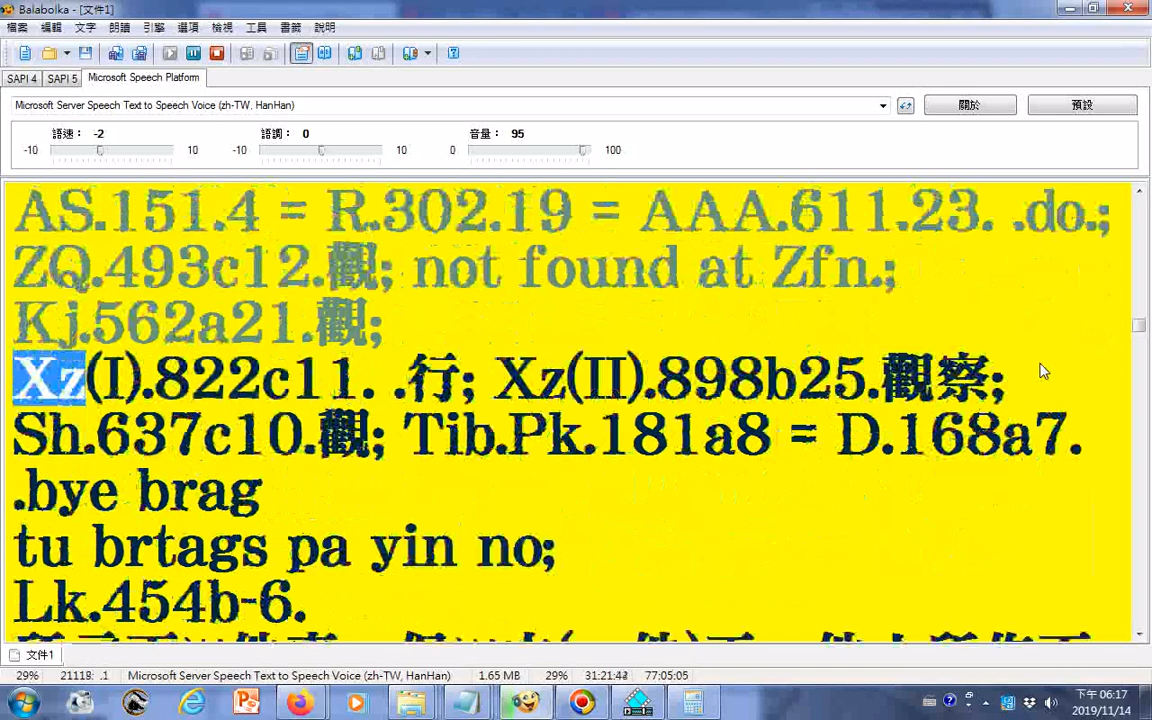 Balabolka - [文件1]
檔案 編輯 文字 朗讀 引擎 選項 檢視 工具 書籤 說明
SAPI 4 SAPI 5 Microsoft Speech Platform
Microsoft Server Speech Text to Speech Voice (zh-TW, HanHan) 關於 預設
語速： -2 語調： 0 音量： 95
-10 10 -10 10 0 100
AS.151.4 = R.302.19 = AAA.611.23. .do.;
ZQ.493c12.觀; not found at Zfn.;
Kj.562a21.觀;
Xz(I).822c11. .行; Xz(II).898b25.觀察;
Sh.637c10.觀; Tib.Pk.181a8 = D.168a7.
.bye brag
tu brtags pa yin no;
Lk.454b-6.
文件1
29% 21118: .1 Microsoft Server Speech Text to Speech Voice (zh-TW, HanHan) 1.65 MB 29% 31:21:43 77:05:05
下午 06:17
2019/11/14